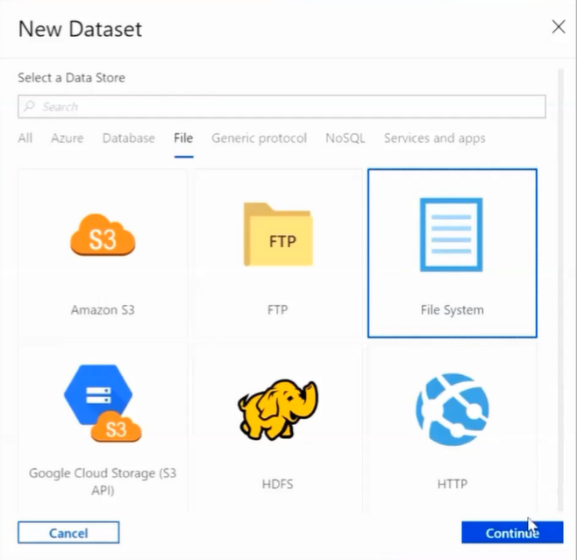 New Dataset
Select a Data Store
Search
All Azure Database File Generic protocol NoSQL Services and apps
S3
FTP
Amazon S3
FTP
File System
S3
Google Cloud Storage (S3
API)
HDFS
HTTP
Cancel
Continue